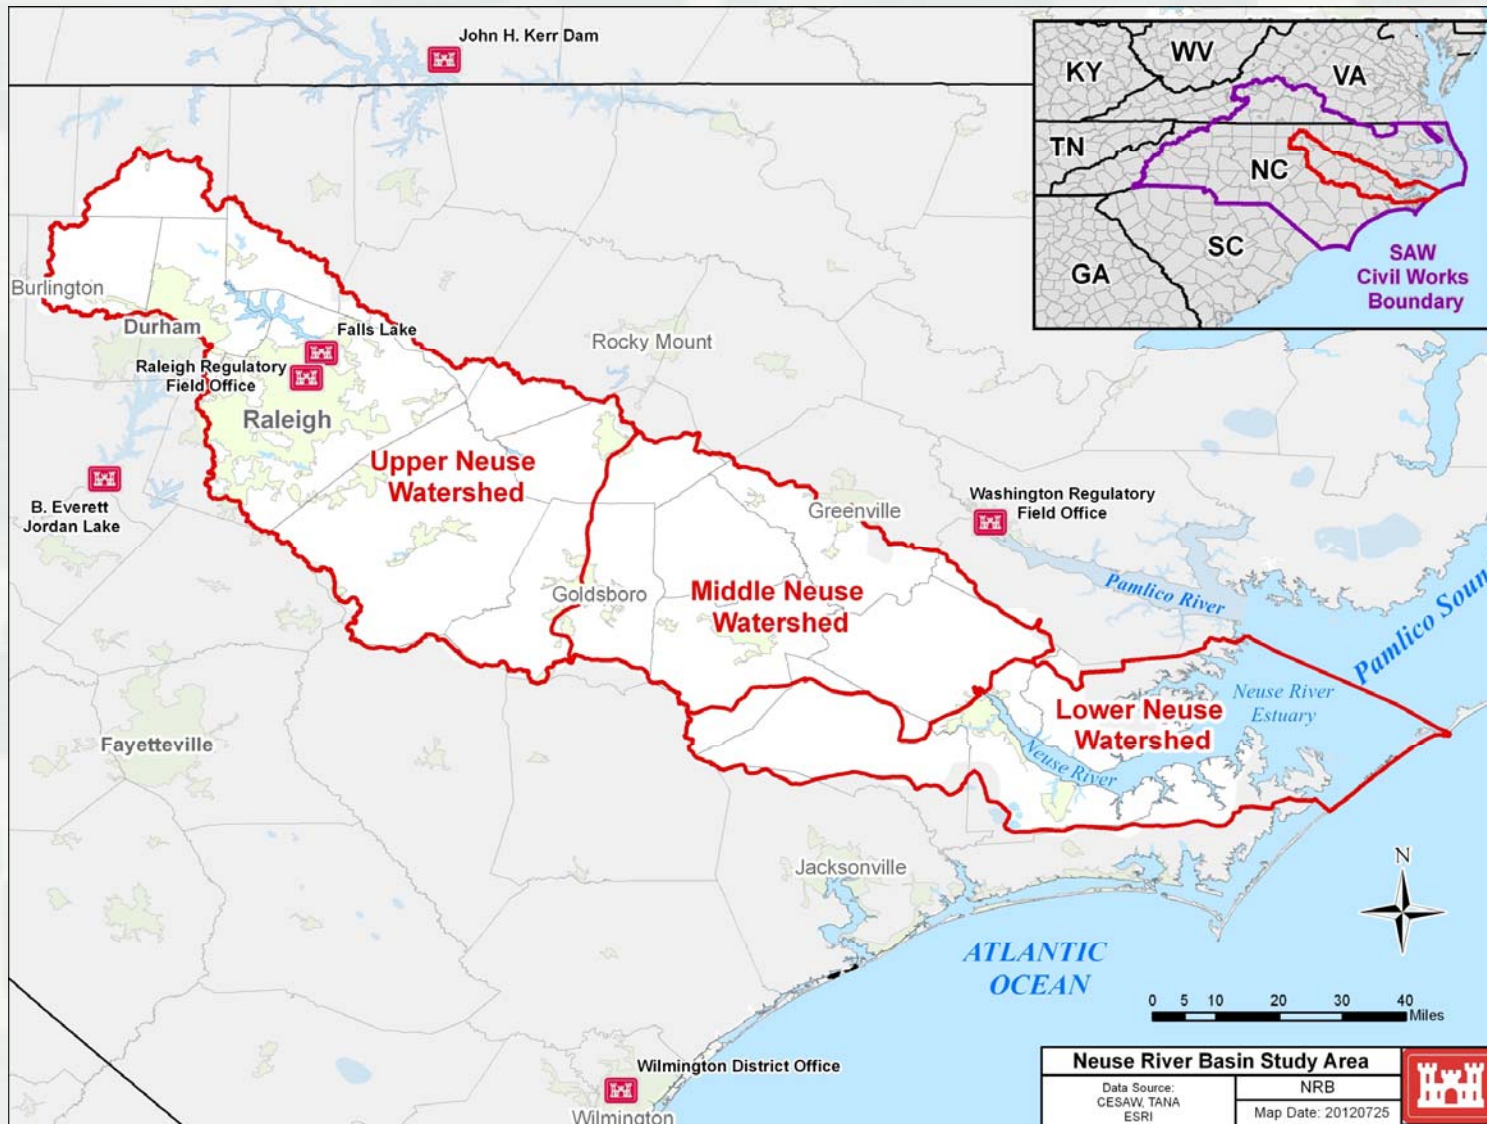 John H. Kerr Dam
KY
WV
VA
TN
NC
SC
GA
SAW
Civil Works
Boundary
Burlington
Durham
Falls Lake
Raleigh Regulatory
Field Office
Raleigh
Rocky Mount
B. Everett
Jordan Lake
Upper Neuse
Watershed
Greenville
Washington Regulatory
Field Office
Goldsboro
Middle Neuse
Watershed
Pamlico River
Pamlico Soun
Lower Neuse
Watershed
Neuse River
Estuary
Neuse River
Fayetteville
Jacksonville
N
ATLANTIC
OCEAN
0 5 10 20 30 40
Miles
Wilmington District Office
Wilmington
Neuse River Basin Study Area
Data Source:
CESAW, TANA
ESRI
NRB
Map Date: 20120725